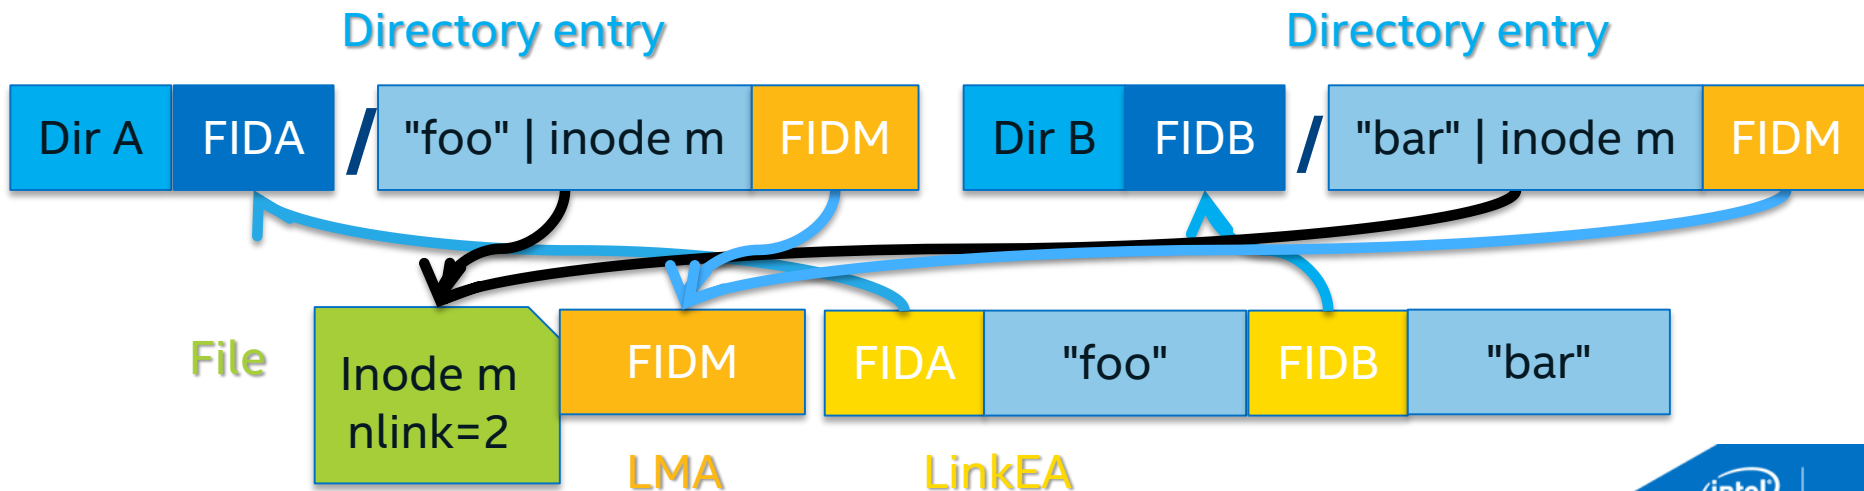 Directory entry Directory entry
Dir A FIDA / "foo" | inode m FIDM Dir B FIDB / "bar" | inode m FIDM
File Inode m FIDM FIDA "foo" FIDB "bar"
nlink=2
LMA LinkEA
(intel)